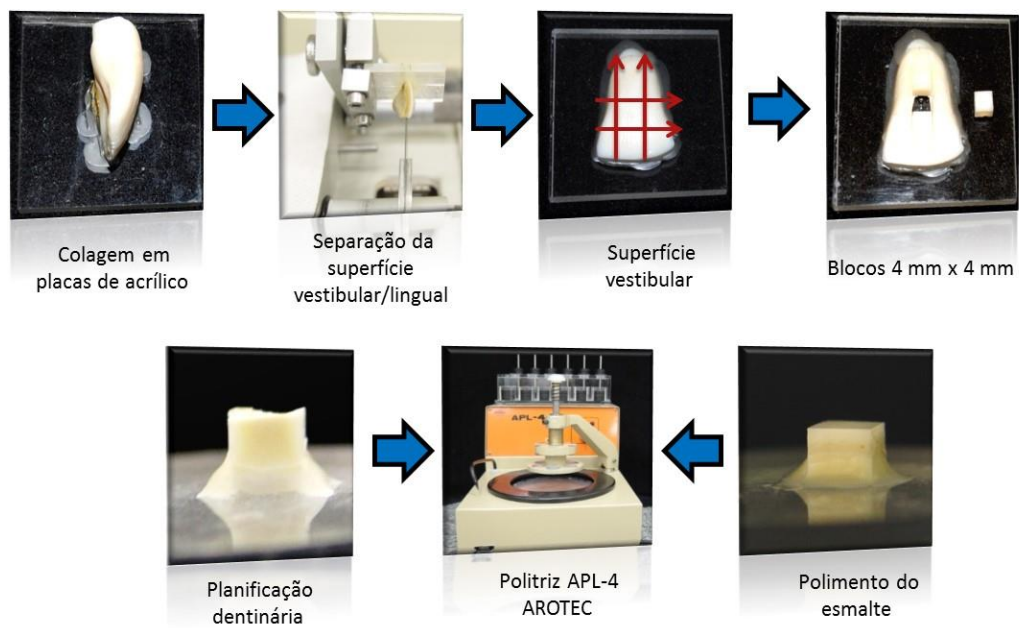 Colagem em
placas de acrílico
Separação da
superfície
vestibular/lingual
Superfície
vestibular
Blocos 4 mm x 4 mm
APL-4
Planificação
dentinária
Politriz APL-4
AROTEC
Polimento do
esmalte